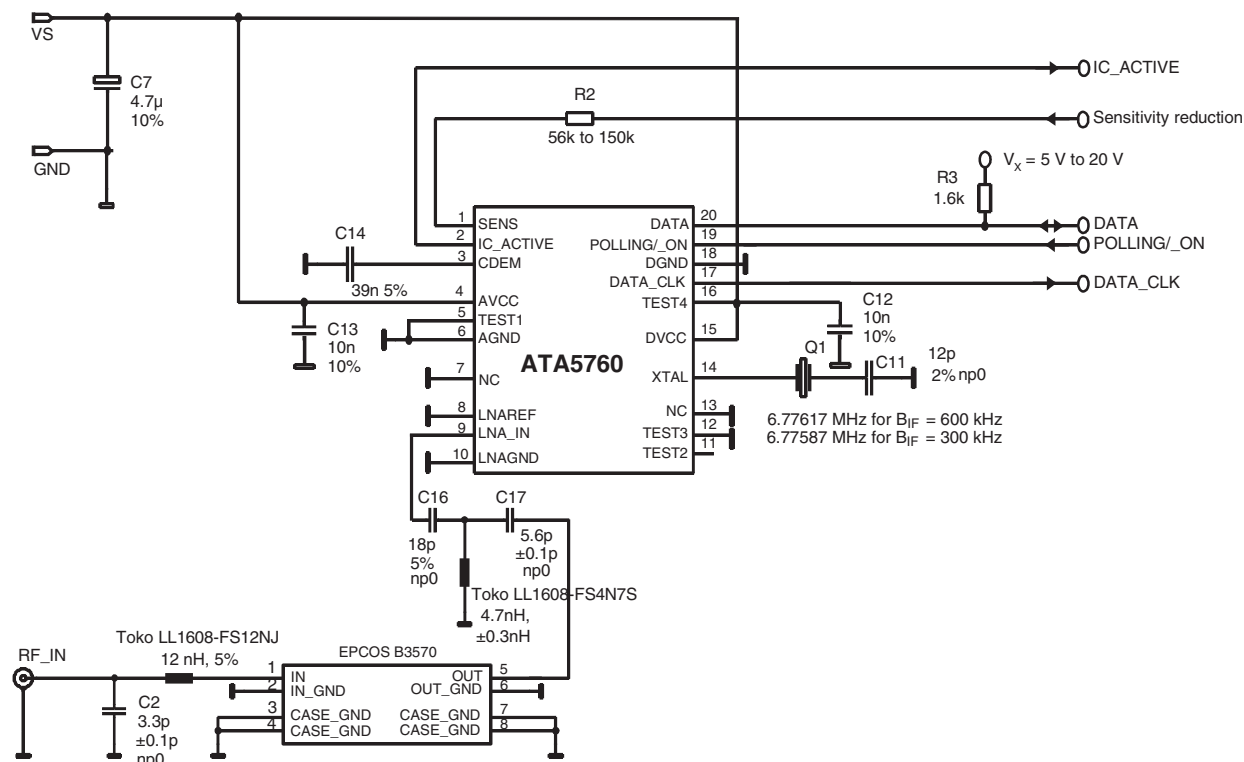 VS
C7
4.7µ
10%
GND
IC_ACTIVE
R2
56k to 150k
Sensitivity reduction
VX = 5 V to 20 V
R3
1.6k
1 SENS
2 IC_ACTIVE
3 CDEM
4 AVCC
5 TEST1
6 AGND
7 NC
8 LNAREF
9 LNA_IN
10 LNAGND
ATA5760
DATA 20
POLLING/_ON 19
DGND 18
DATA_CLK 17
TEST4 16
DVCC 15
XTAL 14
NC 13
TEST3 12
TEST2 11
DATA
POLLING/_ON
DATA_CLK
C14
39n 5%
C13
10n
10%
C12
10n
10%
Q1
C11
12p
2% np0
6.77617 MHz for BIF = 600 kHz
6.77587 MHz for BIF = 300 kHz
C16
18p
5%
np0
C17
5.6p
±0.1p
np0
Toko LL1608-FS4N7S
4.7nH,
±0.3nH
Toko LL1608-FS12NJ
12 nH, 5%
RF_IN
C2
3.3p
±0.1p
np0
EPCOS B3570
1 IN
2 IN_GND
3 CASE_GND
4 CASE_GND
OUT 5
OUT_GND 6
CASE_GND 7
CASE_GND 8